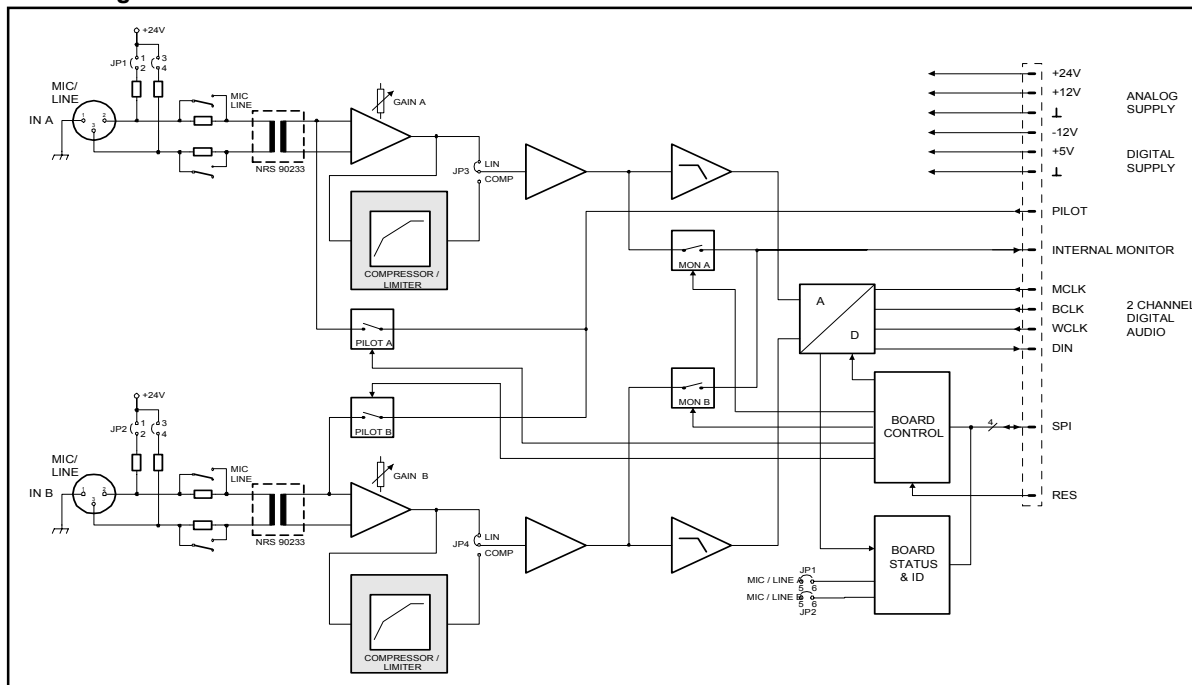 +24V
JP1
1
2
3
4
MIC/
LINE
IN A
1
2
3
MIC
LINE
NRS 90233
GAIN A
JP3
LIN
COMP
COMPRESSOR /
LIMITER
PILOT A
MON A
+24V
+12V
⊥
-12V
+5V
⊥
ANALOG
SUPPLY
DIGITAL
SUPPLY
PILOT
INTERNAL MONITOR
MCLK
BCLK
WCLK
DIN
2 CHANNEL
DIGITAL
AUDIO
A
D
PILOT B
MON B
BOARD
CONTROL
4
SPI
RES
+24V
JP2
1
2
3
4
MIC/
LINE
IN B
1
2
3
MIC
LINE
NRS 90233
GAIN B
JP4
LIN
COMP
COMPRESSOR /
LIMITER
BOARD
STATUS
& ID
JP1
MIC / LINE A
5 6
MIC / LINE B
5 6
JP2